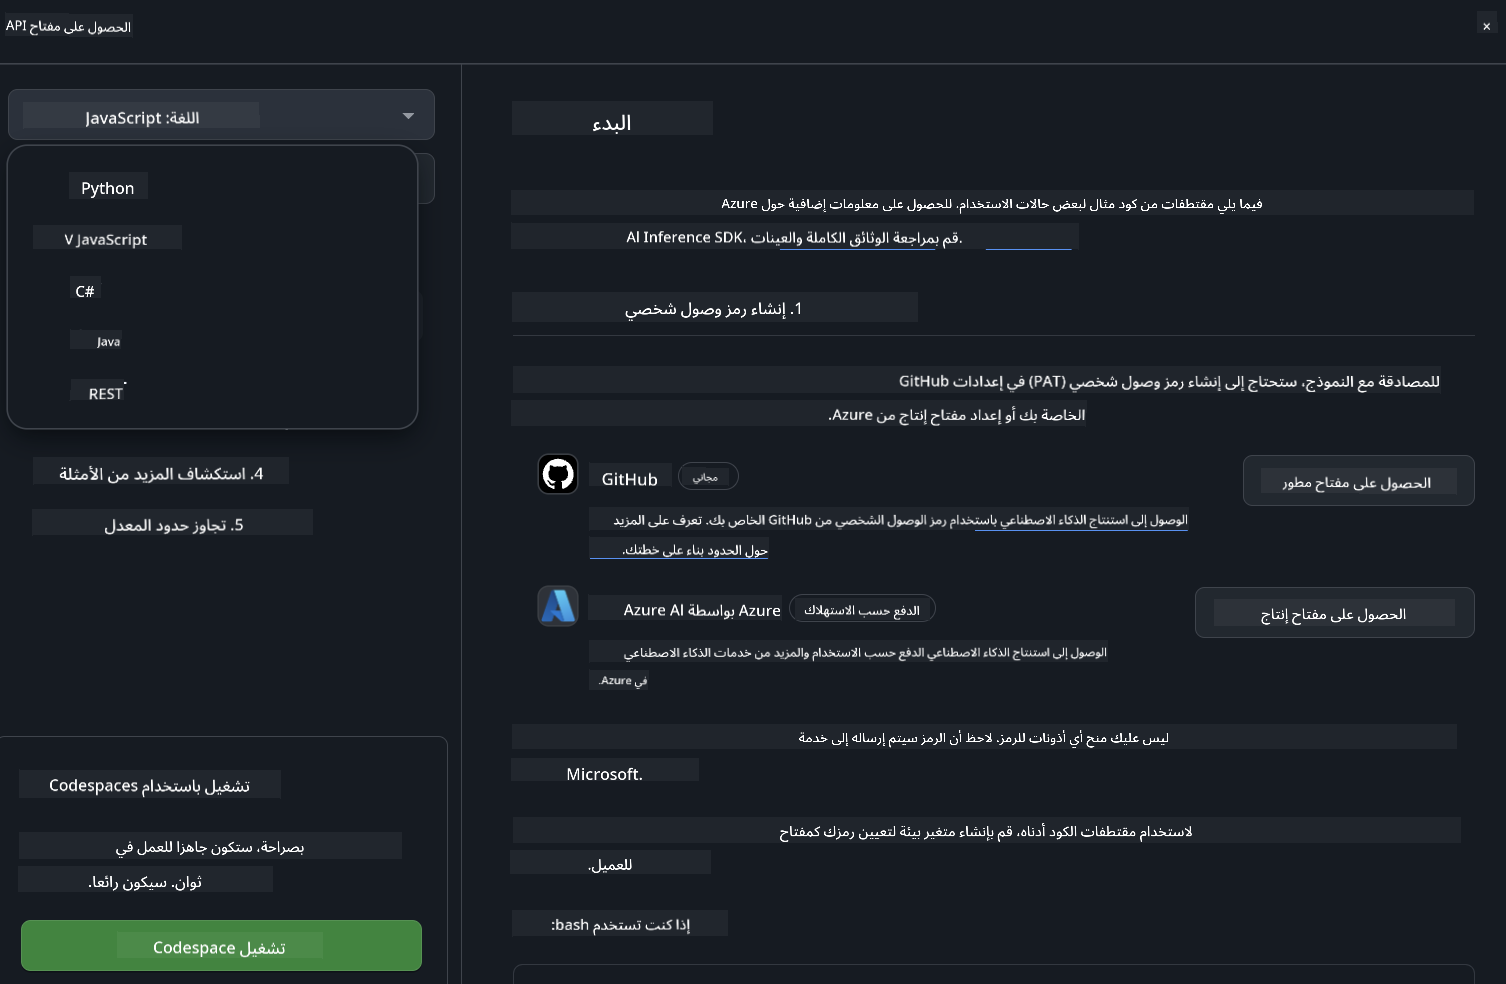 الحصول على مفتاح API
×
اللغة: JavaScript
Python
V JavaScript
C#
Java
REST
4. استكشاف المزيد من الأمثلة
5. تجاوز حدود المعدل
تشغيل باستخدام Codespaces
بصراحة، ستكون جاهزا للعمل في
ثوان. سيكون رائعا.
تشغيل Codespace
البدء
فيما يلي مقتطفات من كود مثال لبعض حالات الاستخدام. للحصول على معلومات إضافية حول Azure
AI Inference SDK، قم بمراجعة الوثائق الكاملة والعينات.
1. إنشاء رمز وصول شخصي
للمصادقة مع النموذج، ستحتاج إلى إنشاء رمز وصول شخصي (PAT) في إعدادات GitHub
الخاصة بك أو إعداد مفتاح إنتاج من Azure.
GitHub
مجاني
الحصول على مفتاح مطور
الوصول إلى استنتاج الذكاء الاصطناعي باستخدام رمز الوصول الشخصي من GitHub الخاص بك. تعرف على المزيد
حول الحدود بناء على خطتك.
Azure AI بواسطة Azure
الدفع حسب الاستهلاك
الحصول على مفتاح إنتاج
الوصول إلى استنتاج الذكاء الاصطناعي الدفع حسب الاستخدام والمزيد من خدمات الذكاء الاصطناعي
في Azure.
ليس عليك منح أي أذونات للرمز. لاحظ أن الرمز سيتم إرساله إلى خدمة
Microsoft.
لاستخدام مقتطفات الكود أدناه، قم بإنشاء متغير بيئة لتعيين رمزك كمفتاح
للعميل.
إذا كنت تستخدم bash: